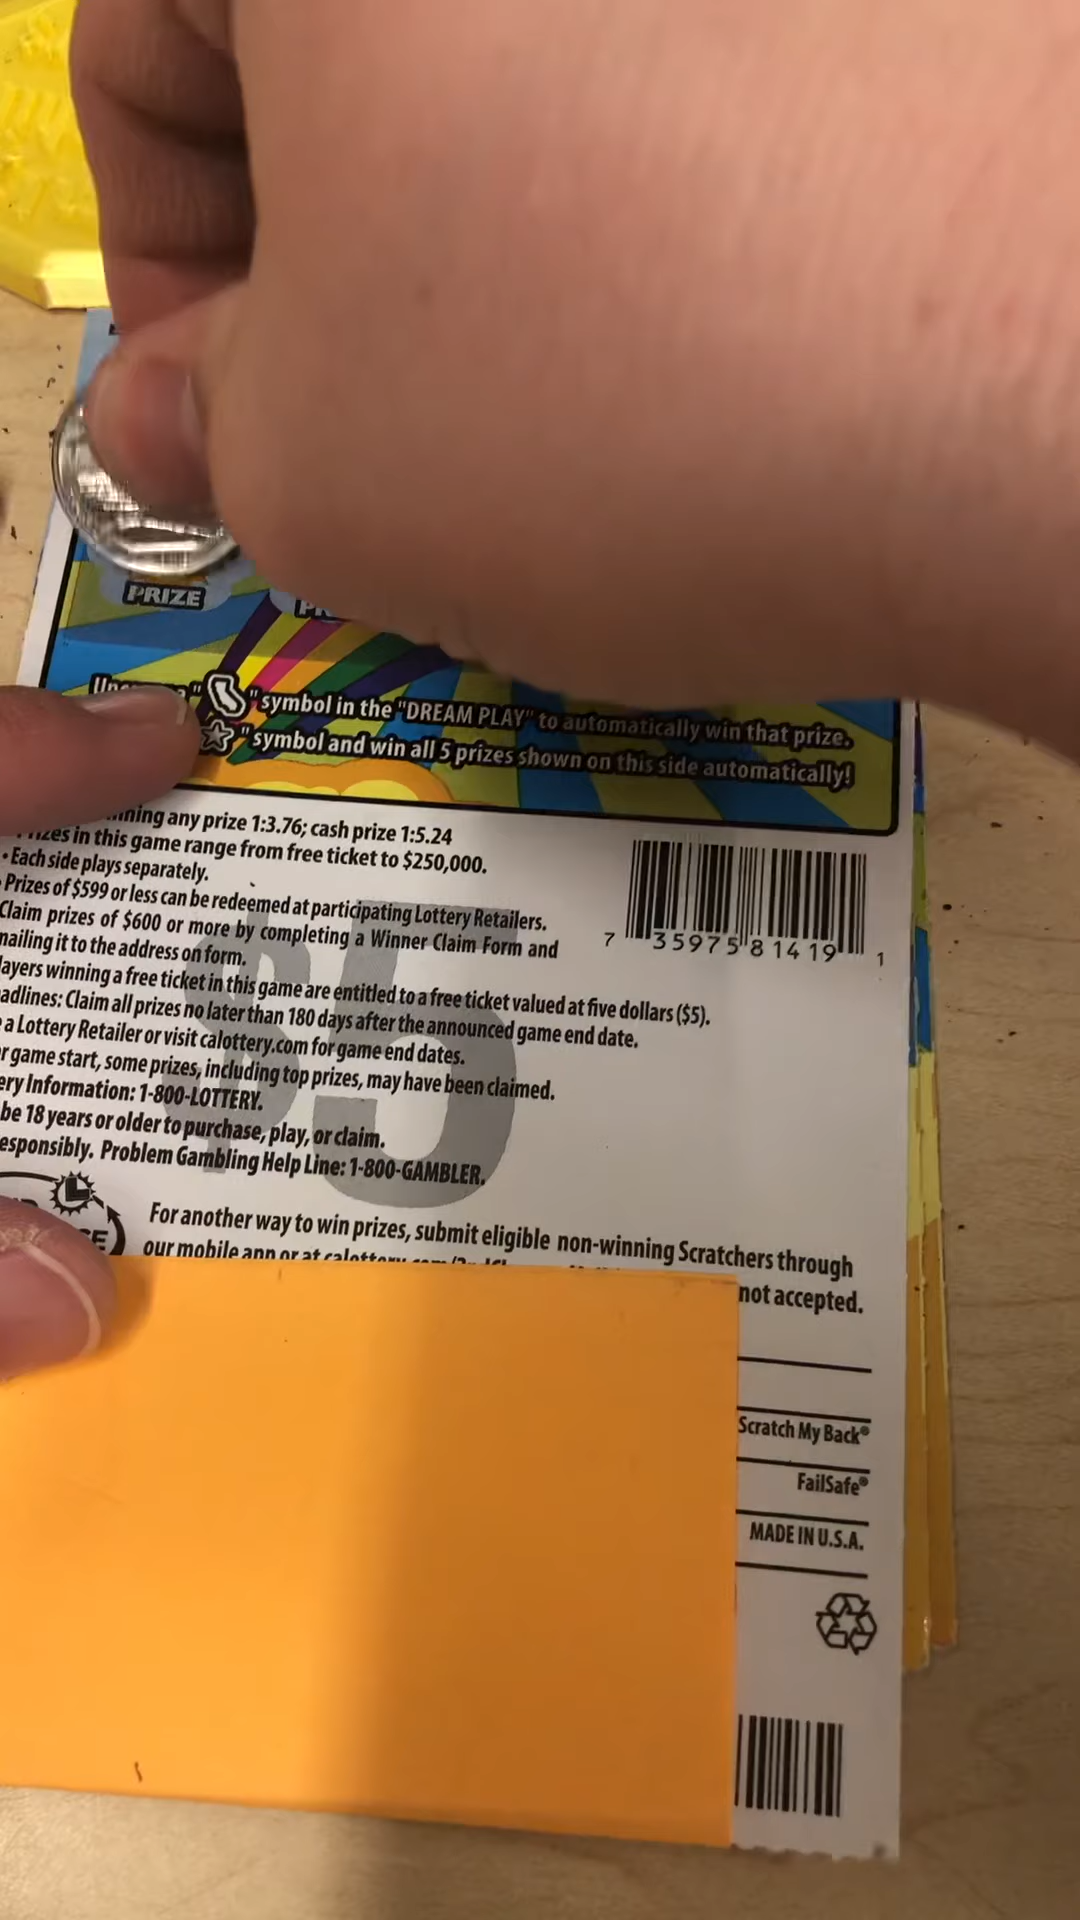 PRIZE
" symbol in the "DREAM PLAY" to automatically win that prize.
" symbol and win all 5 prizes shown on this side automatically!
any prize 1:3.76; cash prize 1:5.24
in this game range from free ticket to $250,000.
• Each side plays separately.
Prizes of $599 or less can be redeemed at participating Lottery Retailers.
Claim prizes of $600 or more by completing a Winner Claim Form and
mailing it to the address on form.
layers winning a free ticket in this game are entitled to a free ticket valued at five dollars ($5).
adlines: Claim all prizes no later than 180 days after the announced game end date.
a Lottery Retailer or visit calottery.com for game end dates.
r game start, some prizes, including top prizes, may have been claimed.
ery Information: 1-800-LOTTERY.
be 18 years or older to purchase, play, or claim.
esponsibly. Problem Gambling Help Line: 1-800-GAMBLER.
$5
7 35975 81419 1
For another way to win prizes, submit eligible non-winning Scratchers through
our mobile app or at
not accepted.
Scratch My Back®
FailSafe®
MADE IN U.S.A.